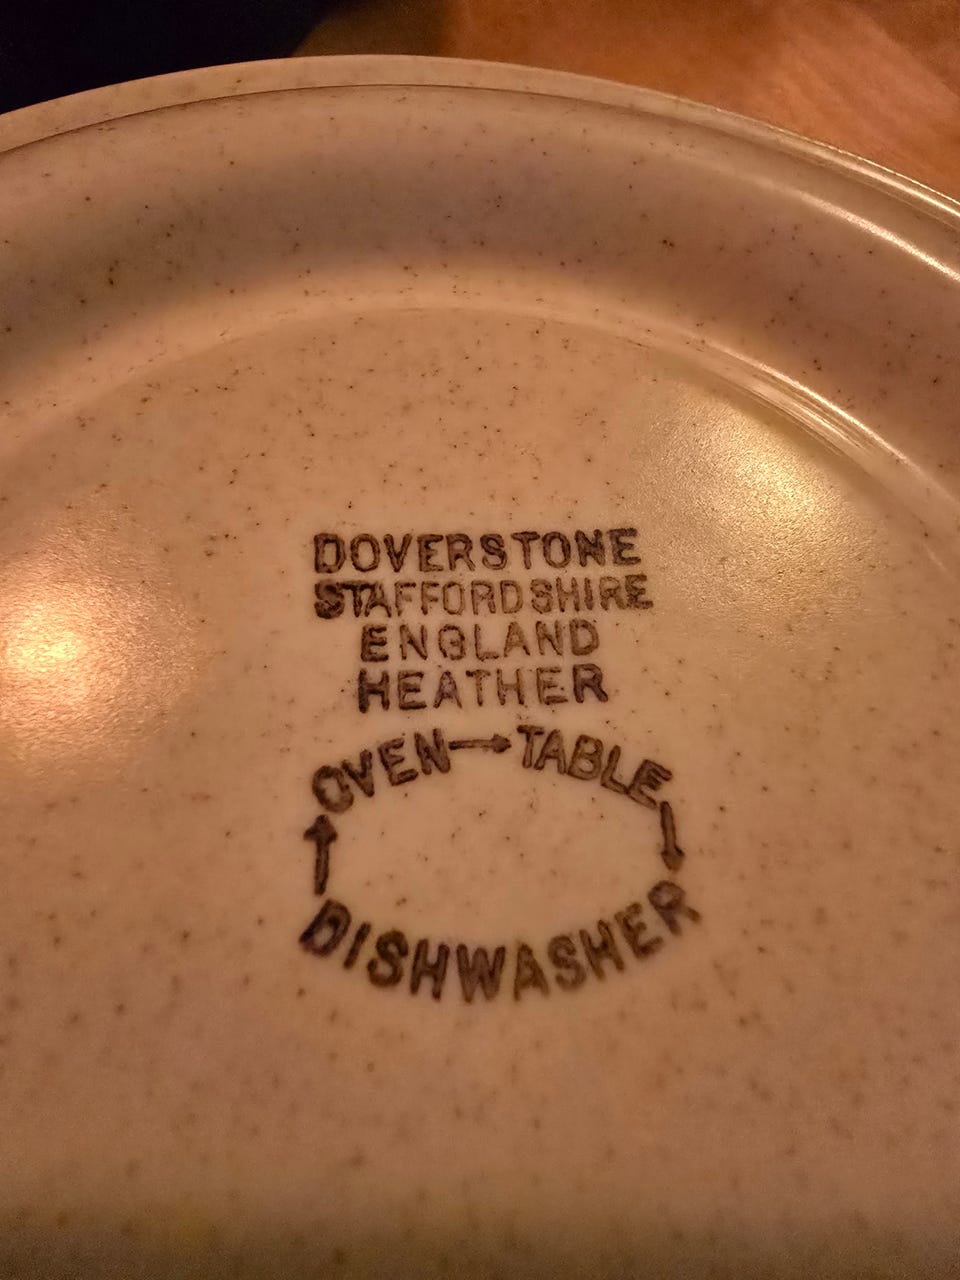 DOVERSTONE
STAFFORDSHIRE
ENGLAND
HEATHER
OVEN → TABLE
↓
DISHWASHER
↑